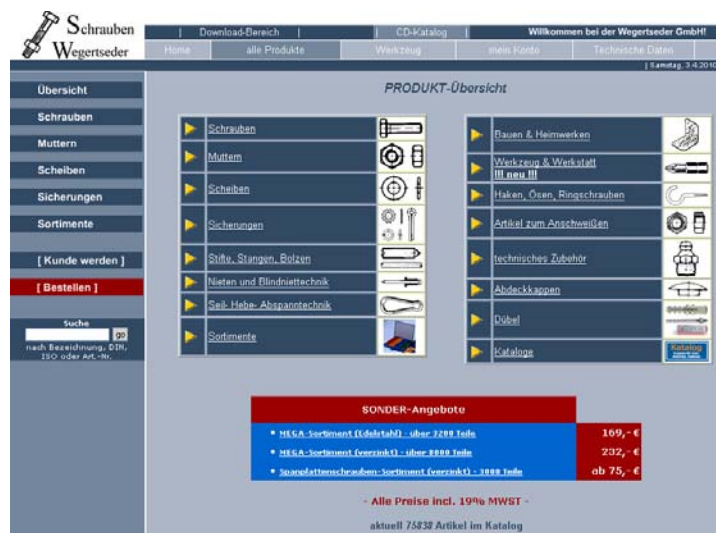 Schrauben
Wegertseder
| Download-Bereich | | CD-Katalog | Willkommen bei der Wegertseder GmbH!
Home alle Produkte Werkzeug mein Konto Technische Daten
| Samstag, 3.4.2010
Übersicht
Schrauben
Muttern
Scheiben
Sicherungen
Sortimente
[ Kunde werden ]
[ Bestellen ]
Suche
go
nach Bezeichnung, DIN,
ISO oder Art.-Nr.
PRODUKT-Übersicht
Schrauben
Muttern
Scheiben
Sicherungen
Stifte, Stangen, Bolzen
Nieten und Blindniettechnik
Seil- Hebe- Abspanntechnik
Sortimente
Bauen & Heimwerken
Werkzeug & Werkstatt
!!! neu !!!
Haken, Ösen, Ringschrauben
Artikel zum Anschweißen
technisches Zubehör
Abdeckkappen
Dübel
Kataloge
Katalog
SONDER-Angebote
• MEGA-Sortiment (Edelstahl) - über 3200 Teile 169,- €
• MEGA-Sortiment (verzinkt) - über 8000 Teile 232,- €
• Spanplattenschrauben-Sortiment (verzinkt) - 3000 Teile ab 75,- €
- Alle Preise incl. 19% MWST -
aktuell 75838 Artikel im Katalog